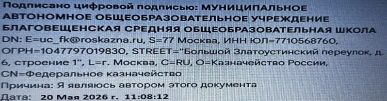 Подписано цифровой подписью: МУНИЦИПАЛЬНОЕ
АВТОНОМНОЕ ОБЩЕОБРАЗОВАТЕЛЬНОЕ УЧРЕЖДЕНИЕ
БЛАГОВЕЩЕНСКАЯ СРЕДНЯЯ ОБЩЕОБРАЗОВАТЕЛЬНАЯ ШКОЛА
DN: E=uc_fk@roskazna.ru, S=77 Москва, ИНН ЮЛ=7710568760,
ОГРН=1047797019830, STREET="Большой Златоустинский переулок, д.
6, строение 1", L=г. Москва, C=RU, O=Казначейство России,
CN=Федеральное казначейство
Причина: Я являюсь автором этого документа
Дата: 20 Мая 2026 г. 11:08:12